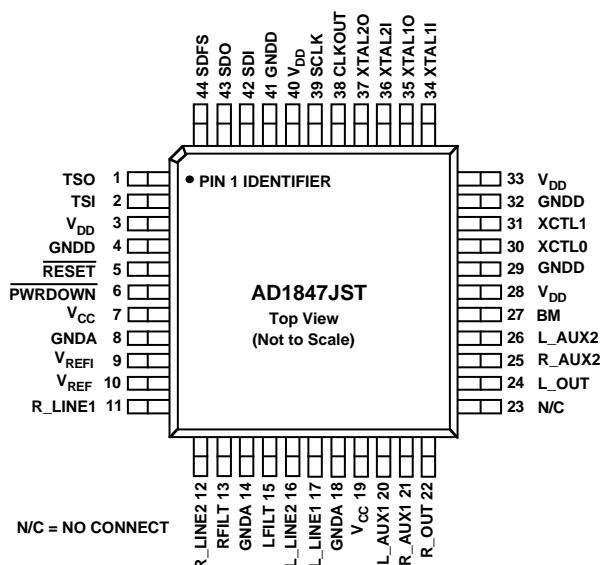 44 SDFS
43 SDO
42 SDI
41 GNDD
40 VDD
39 SCLK
38 CLKOUT
37 XTAL2O
36 XTAL2I
35 XTAL1O
34 XTAL1I
TSO 1
TSI 2
VDD 3
GNDD 4
RESET 5
PWRDOWN 6
VCC 7
GNDA 8
VREFI 9
VREF 10
R_LINE1 11
PIN 1 IDENTIFIER
AD1847JST
Top View
(Not to Scale)
33 VDD
32 GNDD
31 XCTL1
30 XCTL0
29 GNDD
28 VDD
27 BM
26 L_AUX2
25 R_AUX2
24 L_OUT
23 N/C
R_LINE2 12
RFILT 13
GNDA 14
LFILT 15
L_LINE2 16
L_LINE1 17
GNDA 18
VCC 19
L_AUX1 20
R_AUX1 21
R_OUT 22
N/C = NO CONNECT